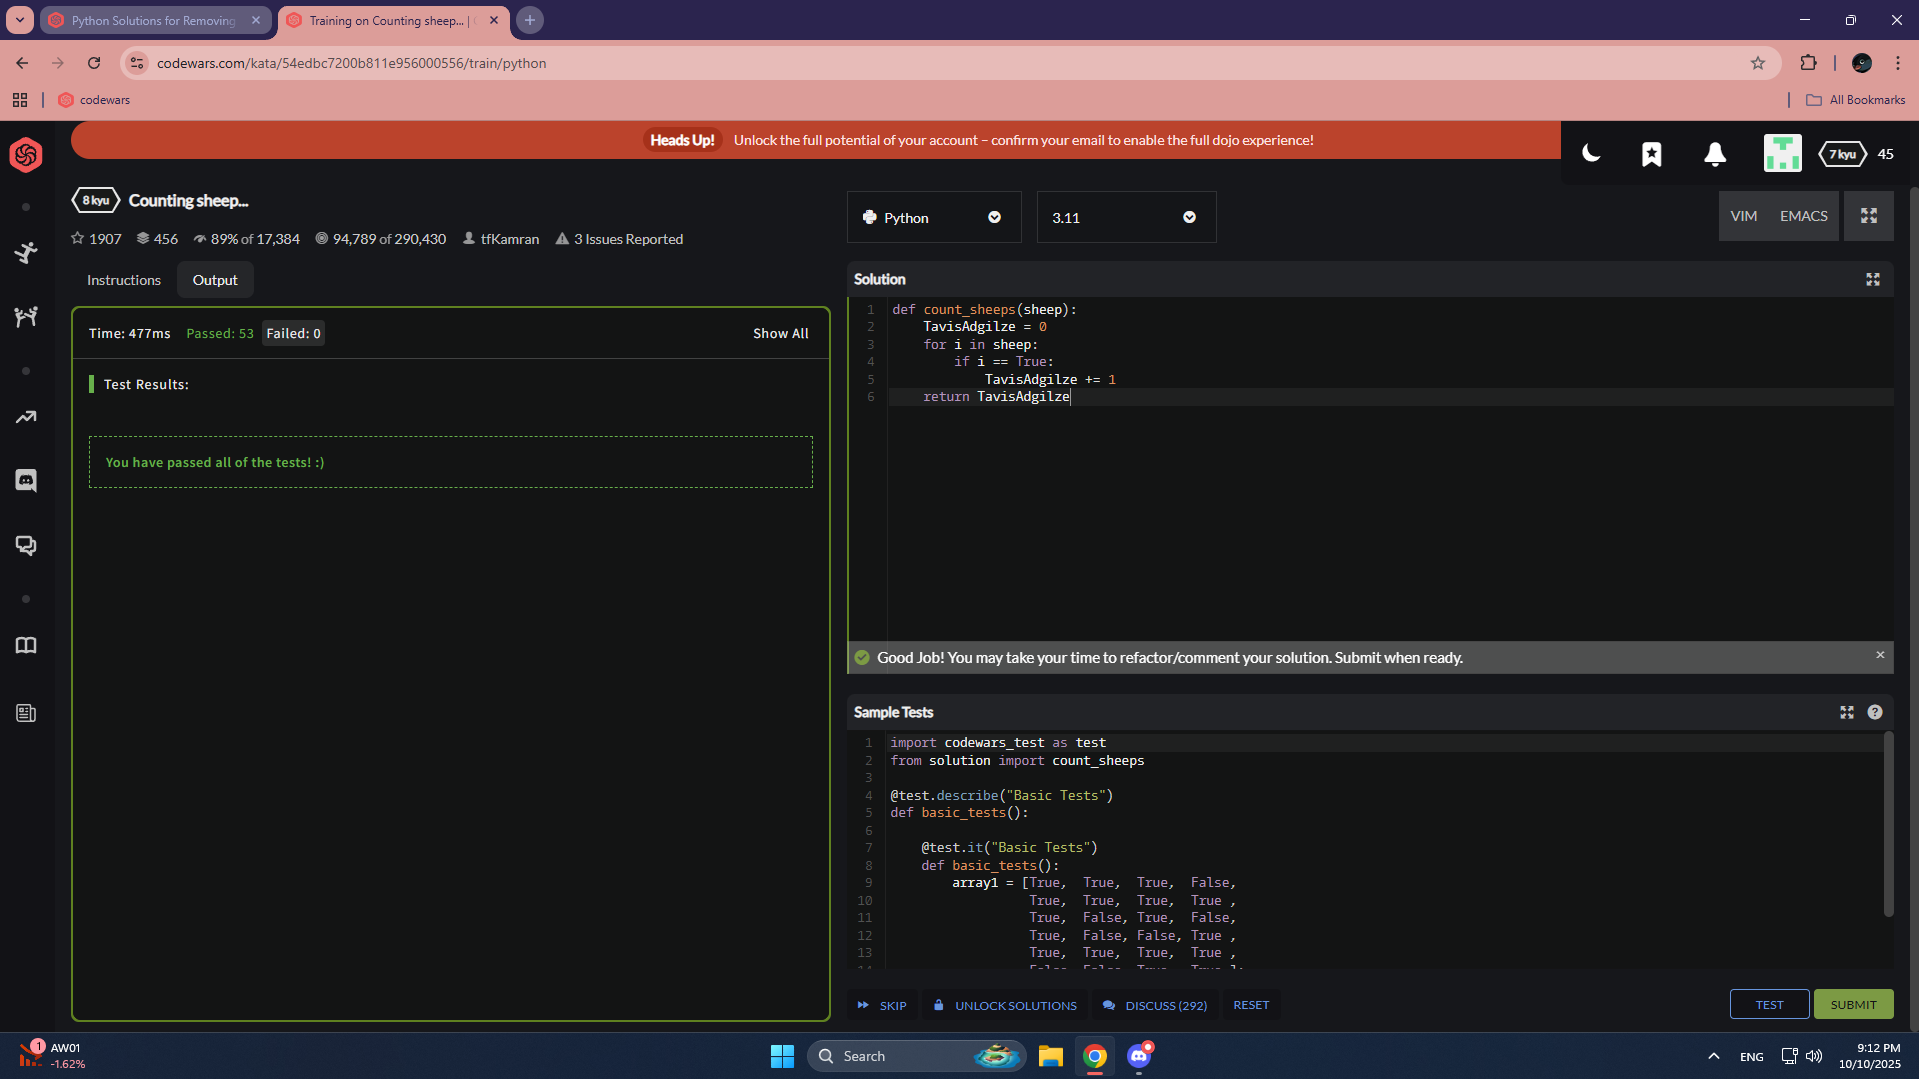 Python Solutions for Removing
Training on Counting sheep... |
codewars.com/kata/54edbc7200b811e956000556/train/python
codewars
All Bookmarks
Heads Up! Unlock the full potential of your account – confirm your email to enable the full dojo experience!
7 kyu 45
8 kyu Counting sheep...
1907 456 89% of 17,384 94,789 of 290,430 tfKamran 3 Issues Reported
Python 3.11 VIM EMACS
Instructions Output
Time: 477ms Passed: 53 Failed: 0 Show All
Test Results:
You have passed all of the tests! :)
Solution
1 def count_sheeps(sheep):
2 TavisAdgilze = 0
3 for i in sheep:
4 if i == True:
5 TavisAdgilze += 1
6 return TavisAdgilze
Good Job! You may take your time to refactor/comment your solution. Submit when ready.
Sample Tests
1 import codewars_test as test
2 from solution import count_sheeps
3
4 @test.describe("Basic Tests")
5 def basic_tests():
6
7 @test.it("Basic Tests")
8 def basic_tests():
9 array1 = [True, True, True, False,
10 True, True, True, True ,
11 True, False, True, False,
12 True, False, False, True ,
13 True, True, True, True ,
14 False, False, True, True ];
SKIP UNLOCK SOLUTIONS DISCUSS (292) RESET TEST SUBMIT
1 AW01
-1.62%
Search
ENG
9:12 PM
10/10/2025